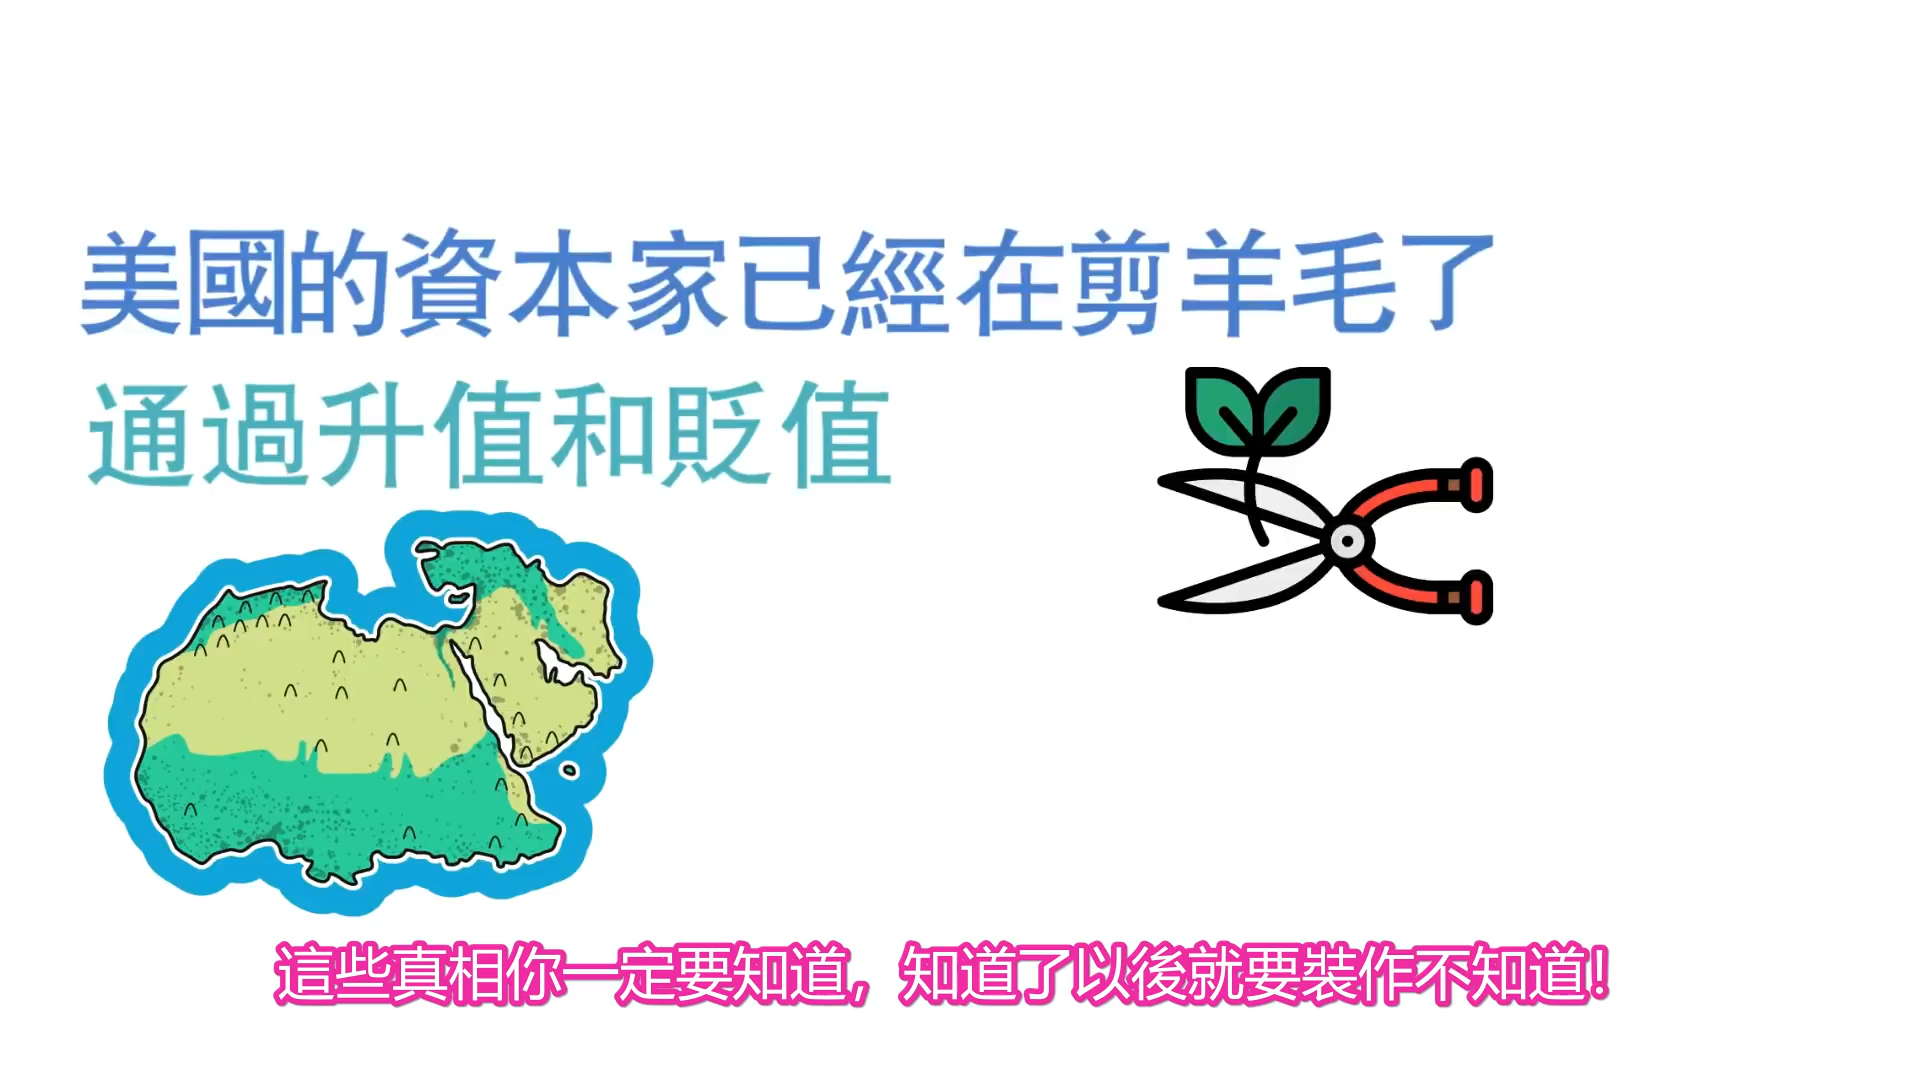 美國的資本家已經在剪羊毛了
通過升值和貶值
這些真相你一定要知道，知道了以後就要裝作不知道！